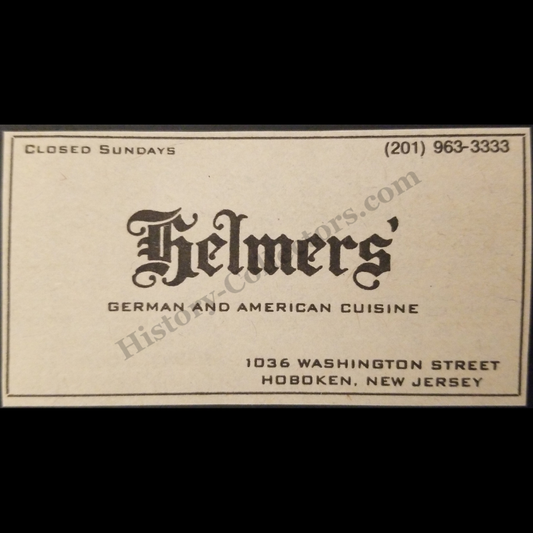 CLOSED SUNDAYS
(201) 963-3333
Helmers'
GERMAN AND AMERICAN CUISINE
1036 WASHINGTON STREET
HOBOKEN, NEW JERSEY
History-Collectors.com